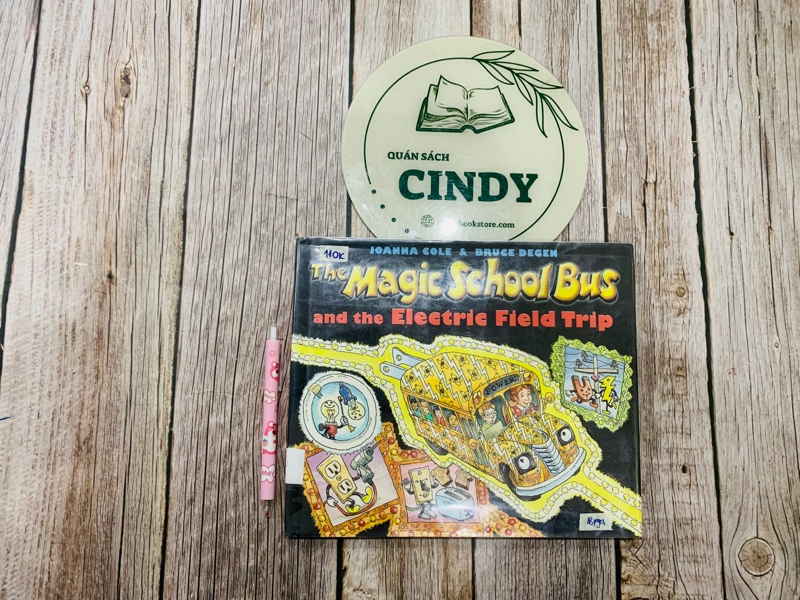 QUÁN SÁCH
CINDY
bookstore.com
110K
JOANNA COLE & BRUCE DEGEN
The Magic School Bus
and the Electric Field Trip
POWER